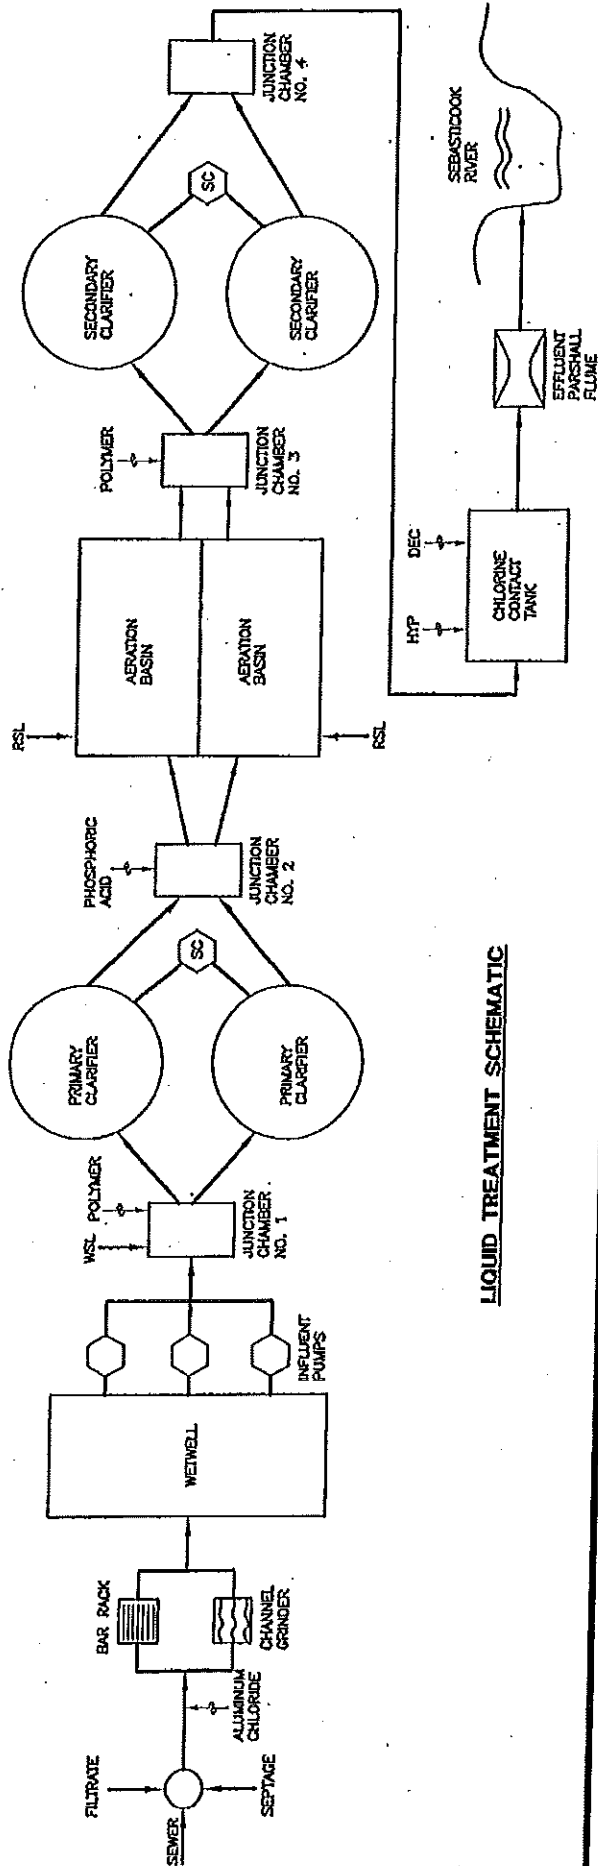 SEWER
FILTRATE
SEPTAGE
ALUMINUM
CHLORIDE
BAR RACK
CHANNEL
GRINDER
WETWELL
INFLUENT
PUMPS
WSL
POLYMER
JUNCTION
CHAMBER
NO. 1
PRIMARY
CLARIFIER
PRIMARY
CLARIFIER
SC
PHOSPHORIC
ACID
JUNCTION
CHAMBER
NO. 2
RSL
RSL
AERATION
BASIN
AERATION
BASIN
POLYMER
JUNCTION
CHAMBER
NO. 3
SECONDARY
CLARIFIER
SECONDARY
CLARIFIER
SC
JUNCTION
CHAMBER
NO. 4
HYP
DEC
CHLORINE
CONTACT
TANK
EFFLUENT
PARSHALL
FLUME
SEBASTICOOK
RIVER
LIQUID TREATMENT SCHEMATIC